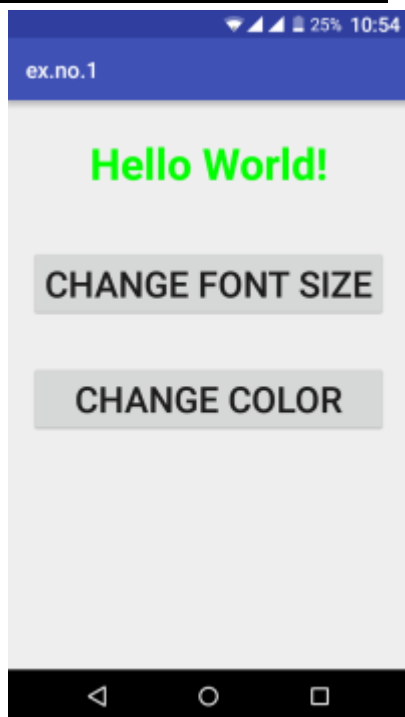 25% 10:54
ex.no.1
Hello World!
CHANGE FONT SIZE
CHANGE COLOR